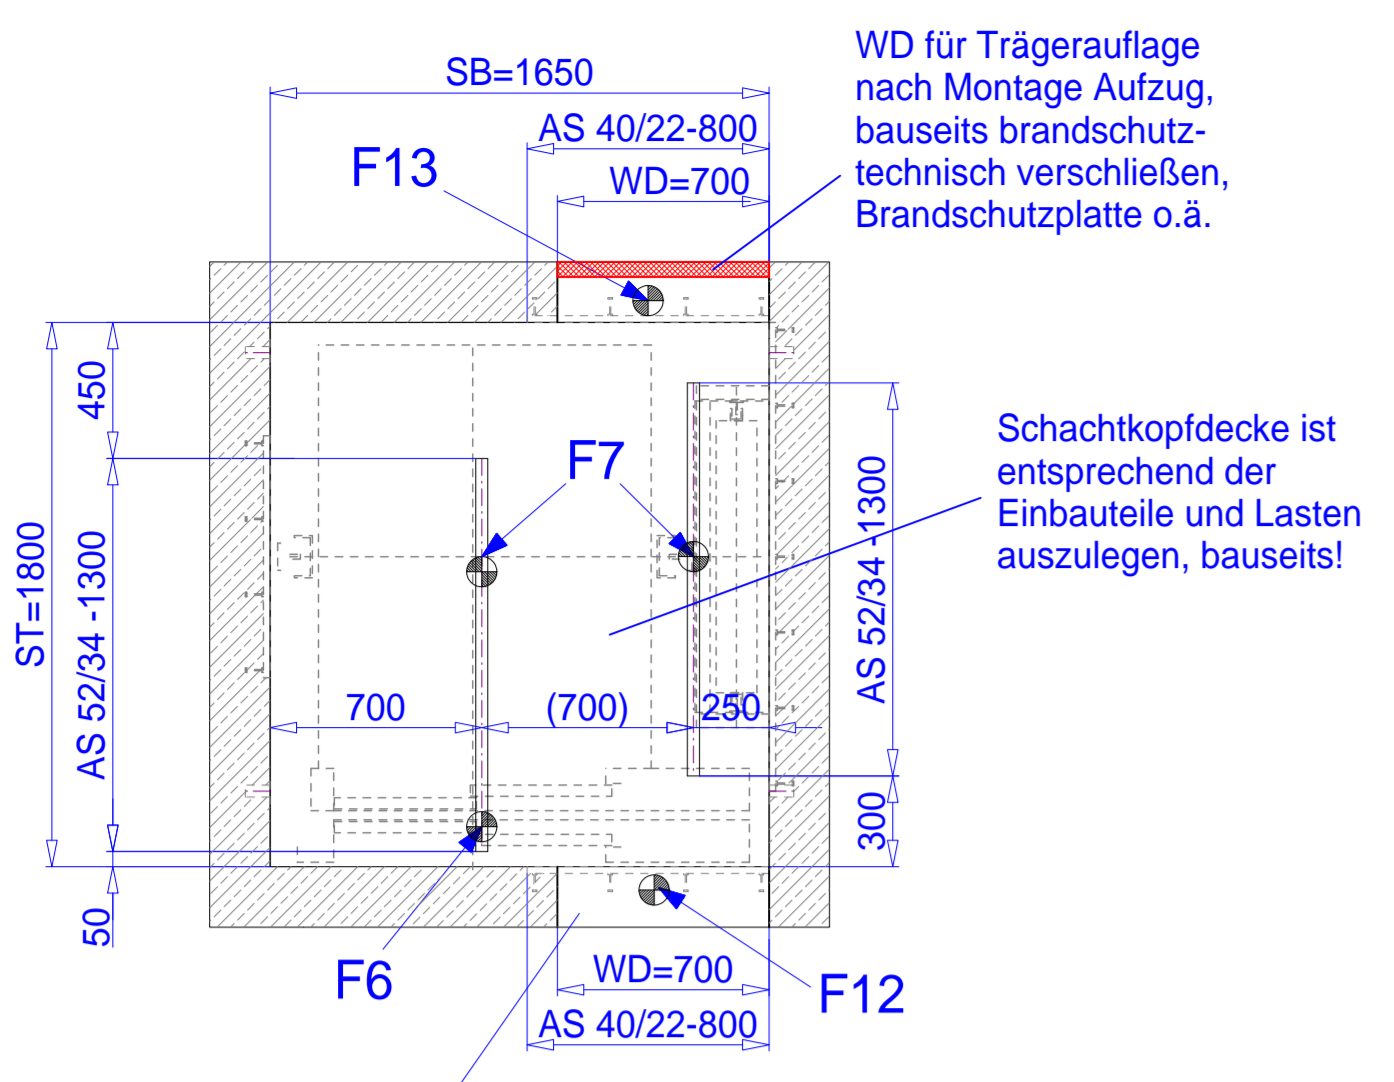 SB=1650
AS 40/22-800
F13
WD=700
WD für Trägerauflage
nach Montage Aufzug,
bauseits brandschutz-
technisch verschließen,
Brandschutzplatte o.ä.
450
ST=1800
AS 52/34 -1300
F7
AS 52/34 -1300
Schachtkopfdecke ist
entsprechend der
Einbauteile und Lasten
auszulegen, bauseits!
700
(700)
250
300
50
F6
WD=700
F12
AS 40/22-800